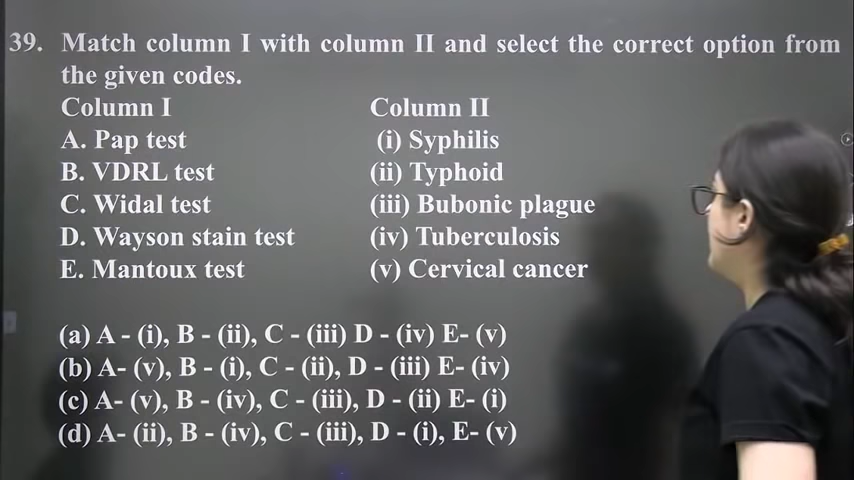 39. Match column I with column II and select the correct option from
the given codes.
Column I Column II
A. Pap test (i) Syphilis
B. VDRL test (ii) Typhoid
C. Widal test (iii) Bubonic plague
D. Wayson stain test (iv) Tuberculosis
E. Mantoux test (v) Cervical cancer
(a) A - (i), B - (ii), C - (iii) D - (iv) E- (v)
(b) A- (v), B - (i), C - (ii), D - (iii) E- (iv)
(c) A- (v), B - (iv), C - (iii), D - (ii) E- (i)
(d) A- (ii), B - (iv), C - (iii), D - (i), E- (v)